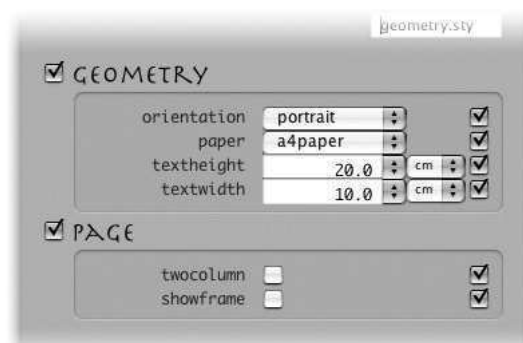 geometry.sty
GEOMETRY
orientation portrait
paper a4paper
textheight 20.0 cm
textwidth 10.0 cm
PAGE
twocolumn
showframe